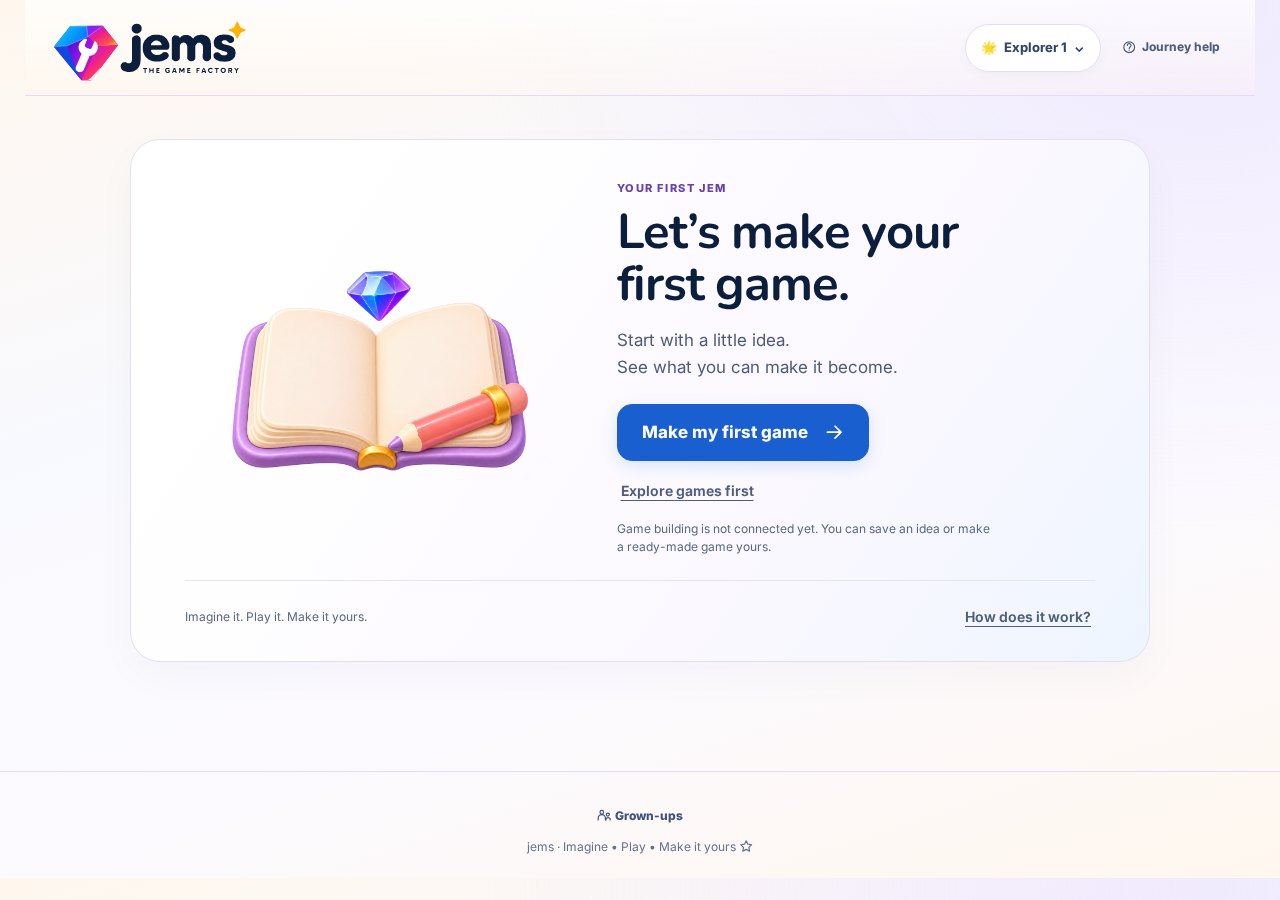 jems
THE GAME FACTORY
🌟 Explorer 1
Journey help
YOUR FIRST JEM
Let’s make your
first game.
Start with a little idea.
See what you can make it become.
Make my first game →
Explore games first
Game building is not connected yet. You can save an idea or make
a ready-made game yours.
Imagine it. Play it. Make it yours.
How does it work?
Grown-ups
jems · Imagine • Play • Make it yours ☆